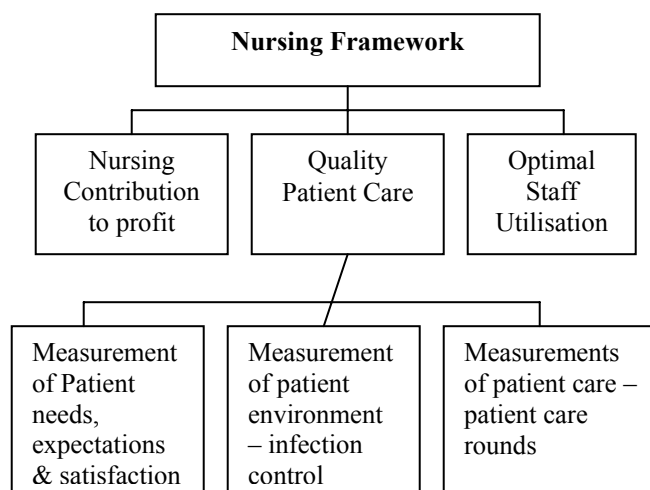 Nursing Framework
Nursing
Contribution
to profit
Quality
Patient Care
Optimal
Staff
Utilisation
Measurement
of Patient
needs,
expectations
& satisfaction
Measurement
of patient
environment
– infection
control
Measurements
of patient care –
patient care
rounds